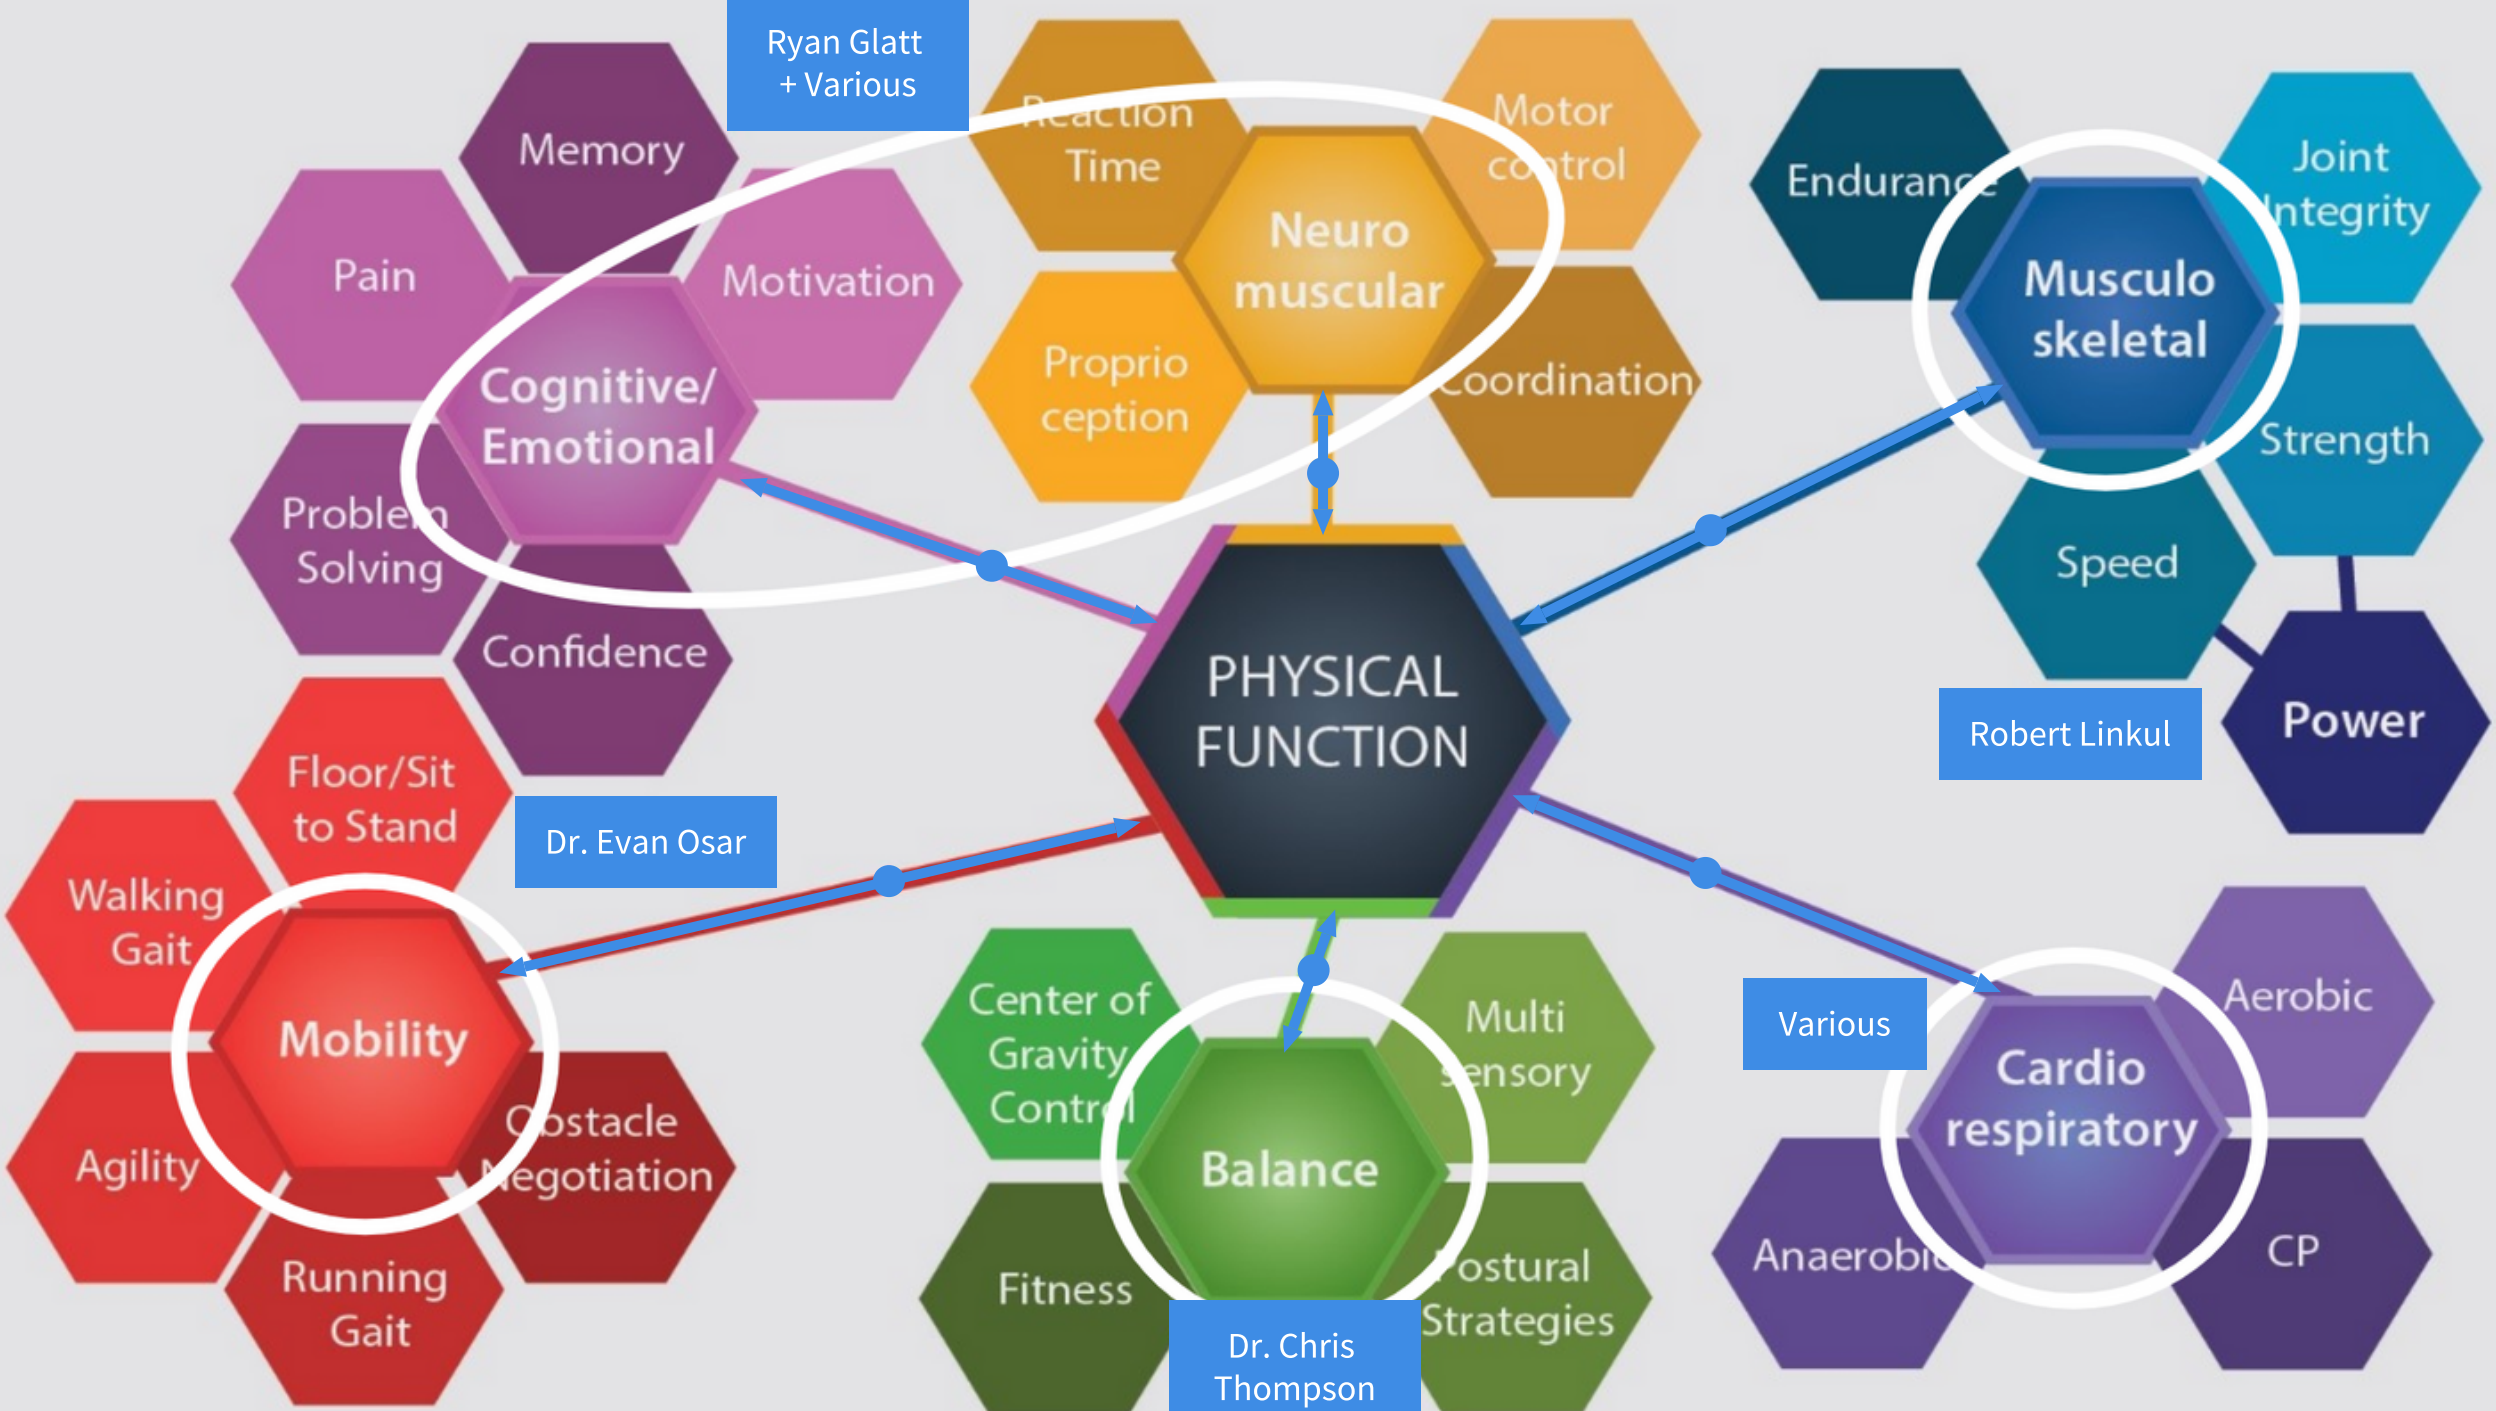 Ryan Glatt
+ Various
Memory
Pain
Motivation
Cognitive/
Emotional
Problem
Solving
Confidence
Reaction
Time
Motor
control
Neuro
muscular
Proprio
ception
Coordination
Endurance
Joint
Integrity
Musculo
skeletal
Strength
Speed
Power
Robert Linkul
PHYSICAL
FUNCTION
Floor/Sit
to Stand
Dr. Evan Osar
Walking
Gait
Mobility
Agility
Obstacle
Negotiation
Running
Gait
Center of
Gravity
Control
Multi
sensory
Balance
Fitness
Postural
Strategies
Dr. Chris
Thompson
Various
Aerobic
Cardio
respiratory
Anaerobic
CP